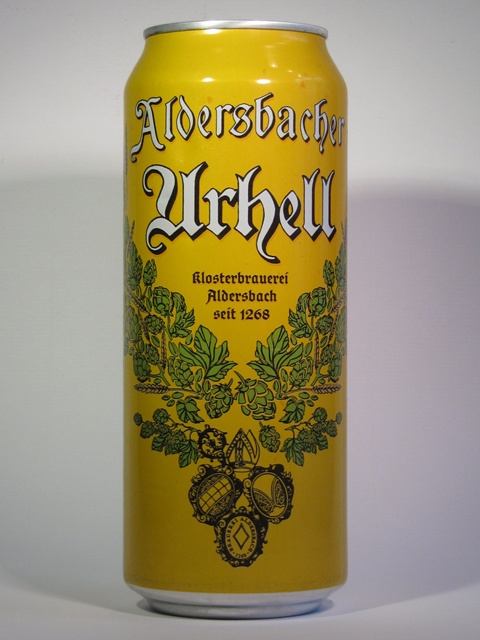 Aldersbacher
Urhell
Klosterbrauerei
Aldersbach
seit 1268